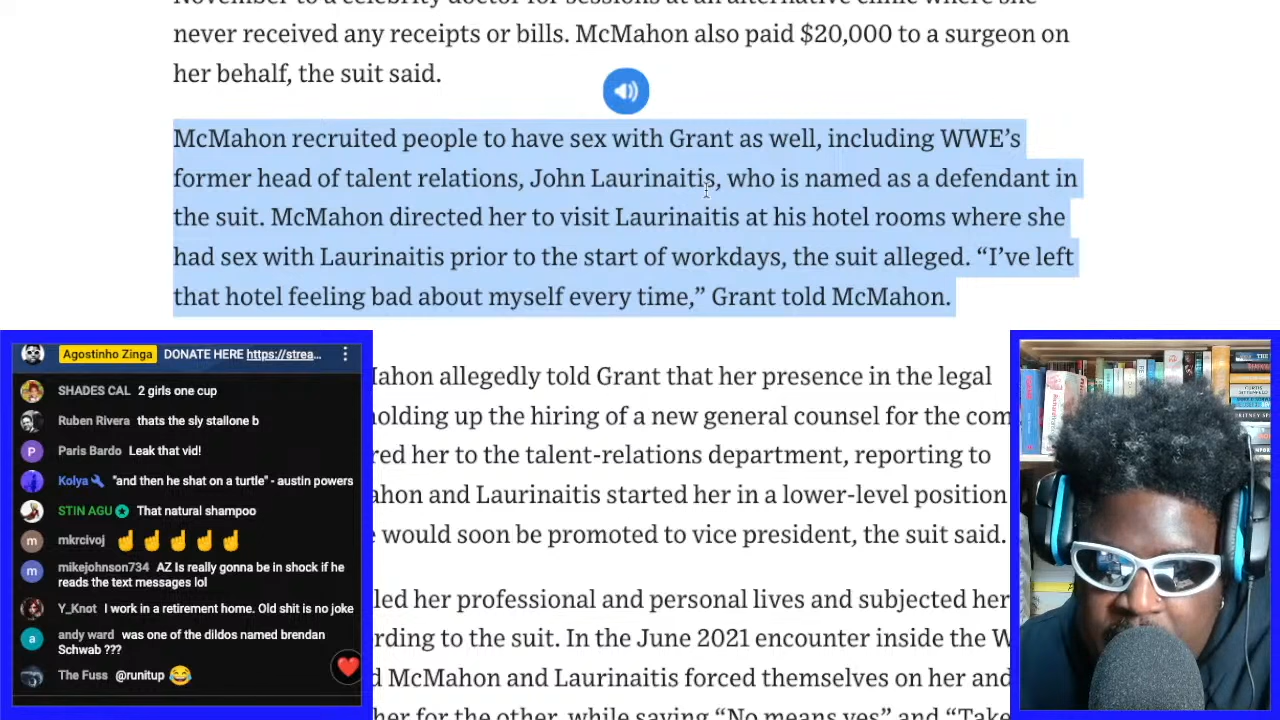 never received any receipts or bills. McMahon also paid $20,000 to a surgeon on
her behalf, the suit said.
McMahon recruited people to have sex with Grant as well, including WWE’s
former head of talent relations, John Laurinaitis, who is named as a defendant in
the suit. McMahon directed her to visit Laurinaitis at his hotel rooms where she
had sex with Laurinaitis prior to the start of workdays, the suit alleged. “I’ve left
that hotel feeling bad about myself every time,” Grant told McMahon.
Mahon allegedly told Grant that her presence in the legal
holding up the hiring of a new general counsel for the com
red her to the talent-relations department, reporting to
ahon and Laurinaitis started her in a lower-level position
would soon be promoted to vice president, the suit said.
led her professional and personal lives and subjected her
rding to the suit. In the June 2021 encounter inside the W
McMahon and Laurinaitis forced themselves on her and
her for the other, while saying “No means yes” and “Take
Agostinho Zinga DONATE HERE https://strea...
SHADES CAL 2 girls one cup
Ruben Rivera thats the sly stallone b
Paris Bardo Leak that vid!
Kolya "and then he shat on a turtle" - austin powers
STIN AGU That natural shampoo
mkrcivoj
mikejohnson734 AZ Is really gonna be in shock if he
reads the text messages lol
Y_Knot I work in a retirement home. Old shit is no joke
andy ward was one of the dildos named brendan
Schwab ???
The Fuss @runitup